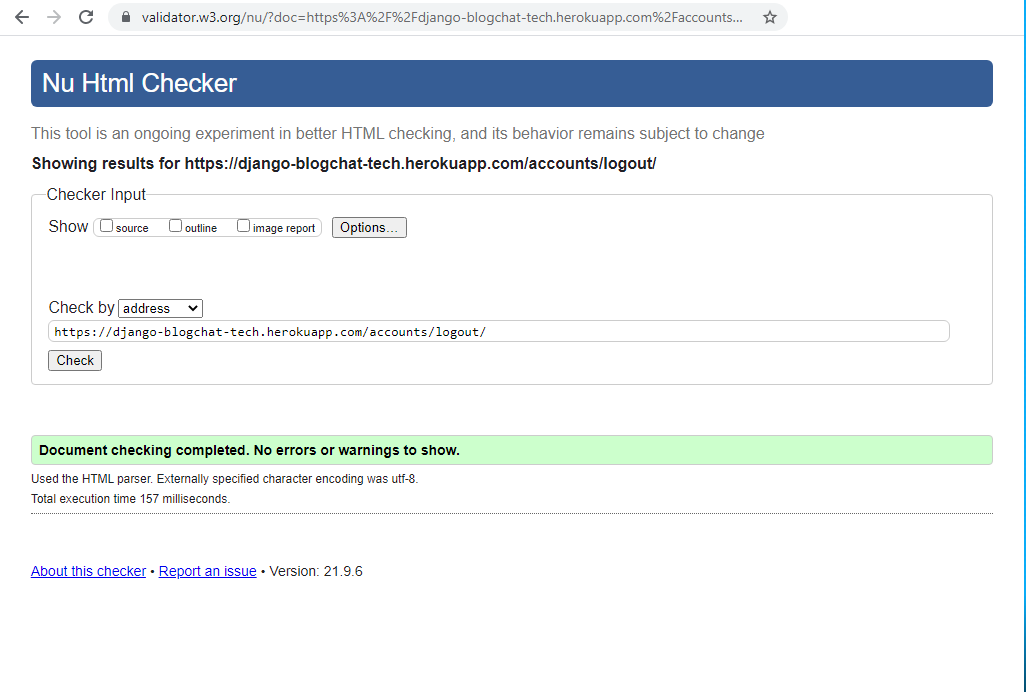 validator.w3.org/nu/?doc=https%3A%2F%2Fdjango-blogchat-tech.herokuapp.com%2Faccounts...
Nu Html Checker
This tool is an ongoing experiment in better HTML checking, and its behavior remains subject to change
Showing results for https://django-blogchat-tech.herokuapp.com/accounts/logout/
Checker Input
Show source outline image report Options...
Check by address
https://django-blogchat-tech.herokuapp.com/accounts/logout/
Check
Document checking completed. No errors or warnings to show.
Used the HTML parser. Externally specified character encoding was utf-8.
Total execution time 157 milliseconds.
About this checker • Report an issue • Version: 21.9.6